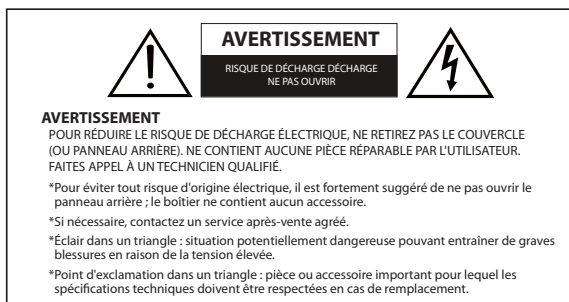 AVERTISSEMENT
RISQUE DE DÉCHARGE DÉCHARGE
NE PAS OUVRIR
AVERTISSEMENT
POUR RÉDUIRE LE RISQUE DE DÉCHARGE ÉLECTRIQUE, NE RETIREZ PAS LE COUVERCLE
(OU PANNEAU ARRIÈRE). NE CONTIENT AUCUNE PIÈCE RÉPARABLE PAR L'UTILISATEUR.
FAITES APPEL À UN TECHNICIEN QUALIFIÉ.
*Pour éviter tout risque d'origine électrique, il est fortement suggéré de ne pas ouvrir le
panneau arrière ; le boîtier ne contient aucun accessoire.
*Si nécessaire, contactez un service après-vente agréé.
*Éclair dans un triangle : situation potentiellement dangereuse pouvant entraîner de graves
blessures en raison de la tension élevée.
*Point d'exclamation dans un triangle : pièce ou accessoire important pour lequel les
spécifications techniques doivent être respectées en cas de remplacement.